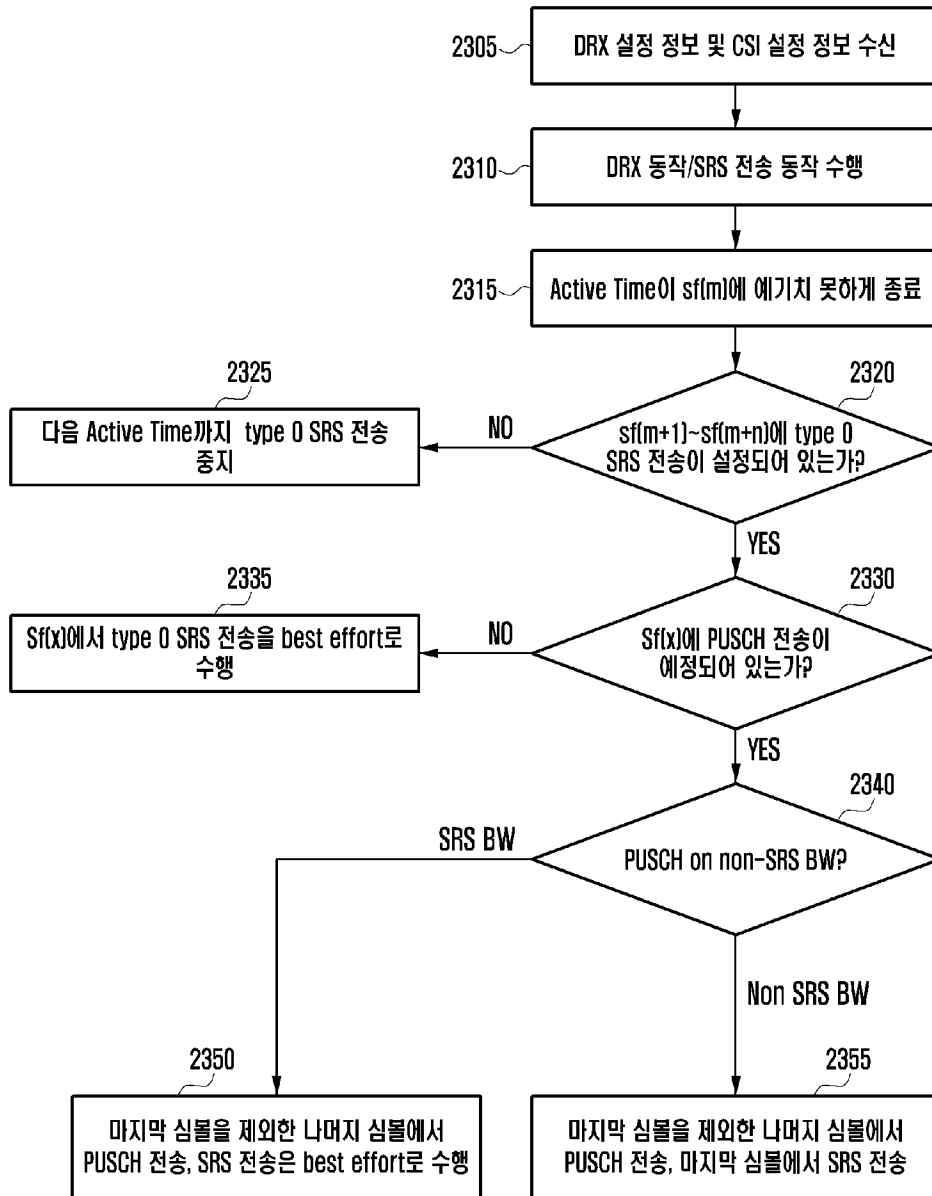 2305
DRX 설정 정보 및 CSI 설정 정보 수신
2310
DRX 동작/SRS 전송 동작 수행
2315
Active Time이 sf(m)에 예기치 못하게 종료
2320
sf(m+1)~sf(m+n)에 type 0
SRS 전송이 설정되어 있는가?
NO
2325
다음 Active Time까지 type 0 SRS 전송
중지
YES
2330
Sf(x)에 PUSCH 전송이
예정되어 있는가?
NO
2335
Sf(x)에서 type 0 SRS 전송을 best effort로
수행
YES
2340
PUSCH on non-SRS BW?
SRS BW
Non SRS BW
2350
마지막 심볼을 제외한 나머지 심볼에서
PUSCH 전송, SRS 전송은 best effort로 수행
2355
마지막 심볼을 제외한 나머지 심볼에서
PUSCH 전송, 마지막 심볼에서 SRS 전송